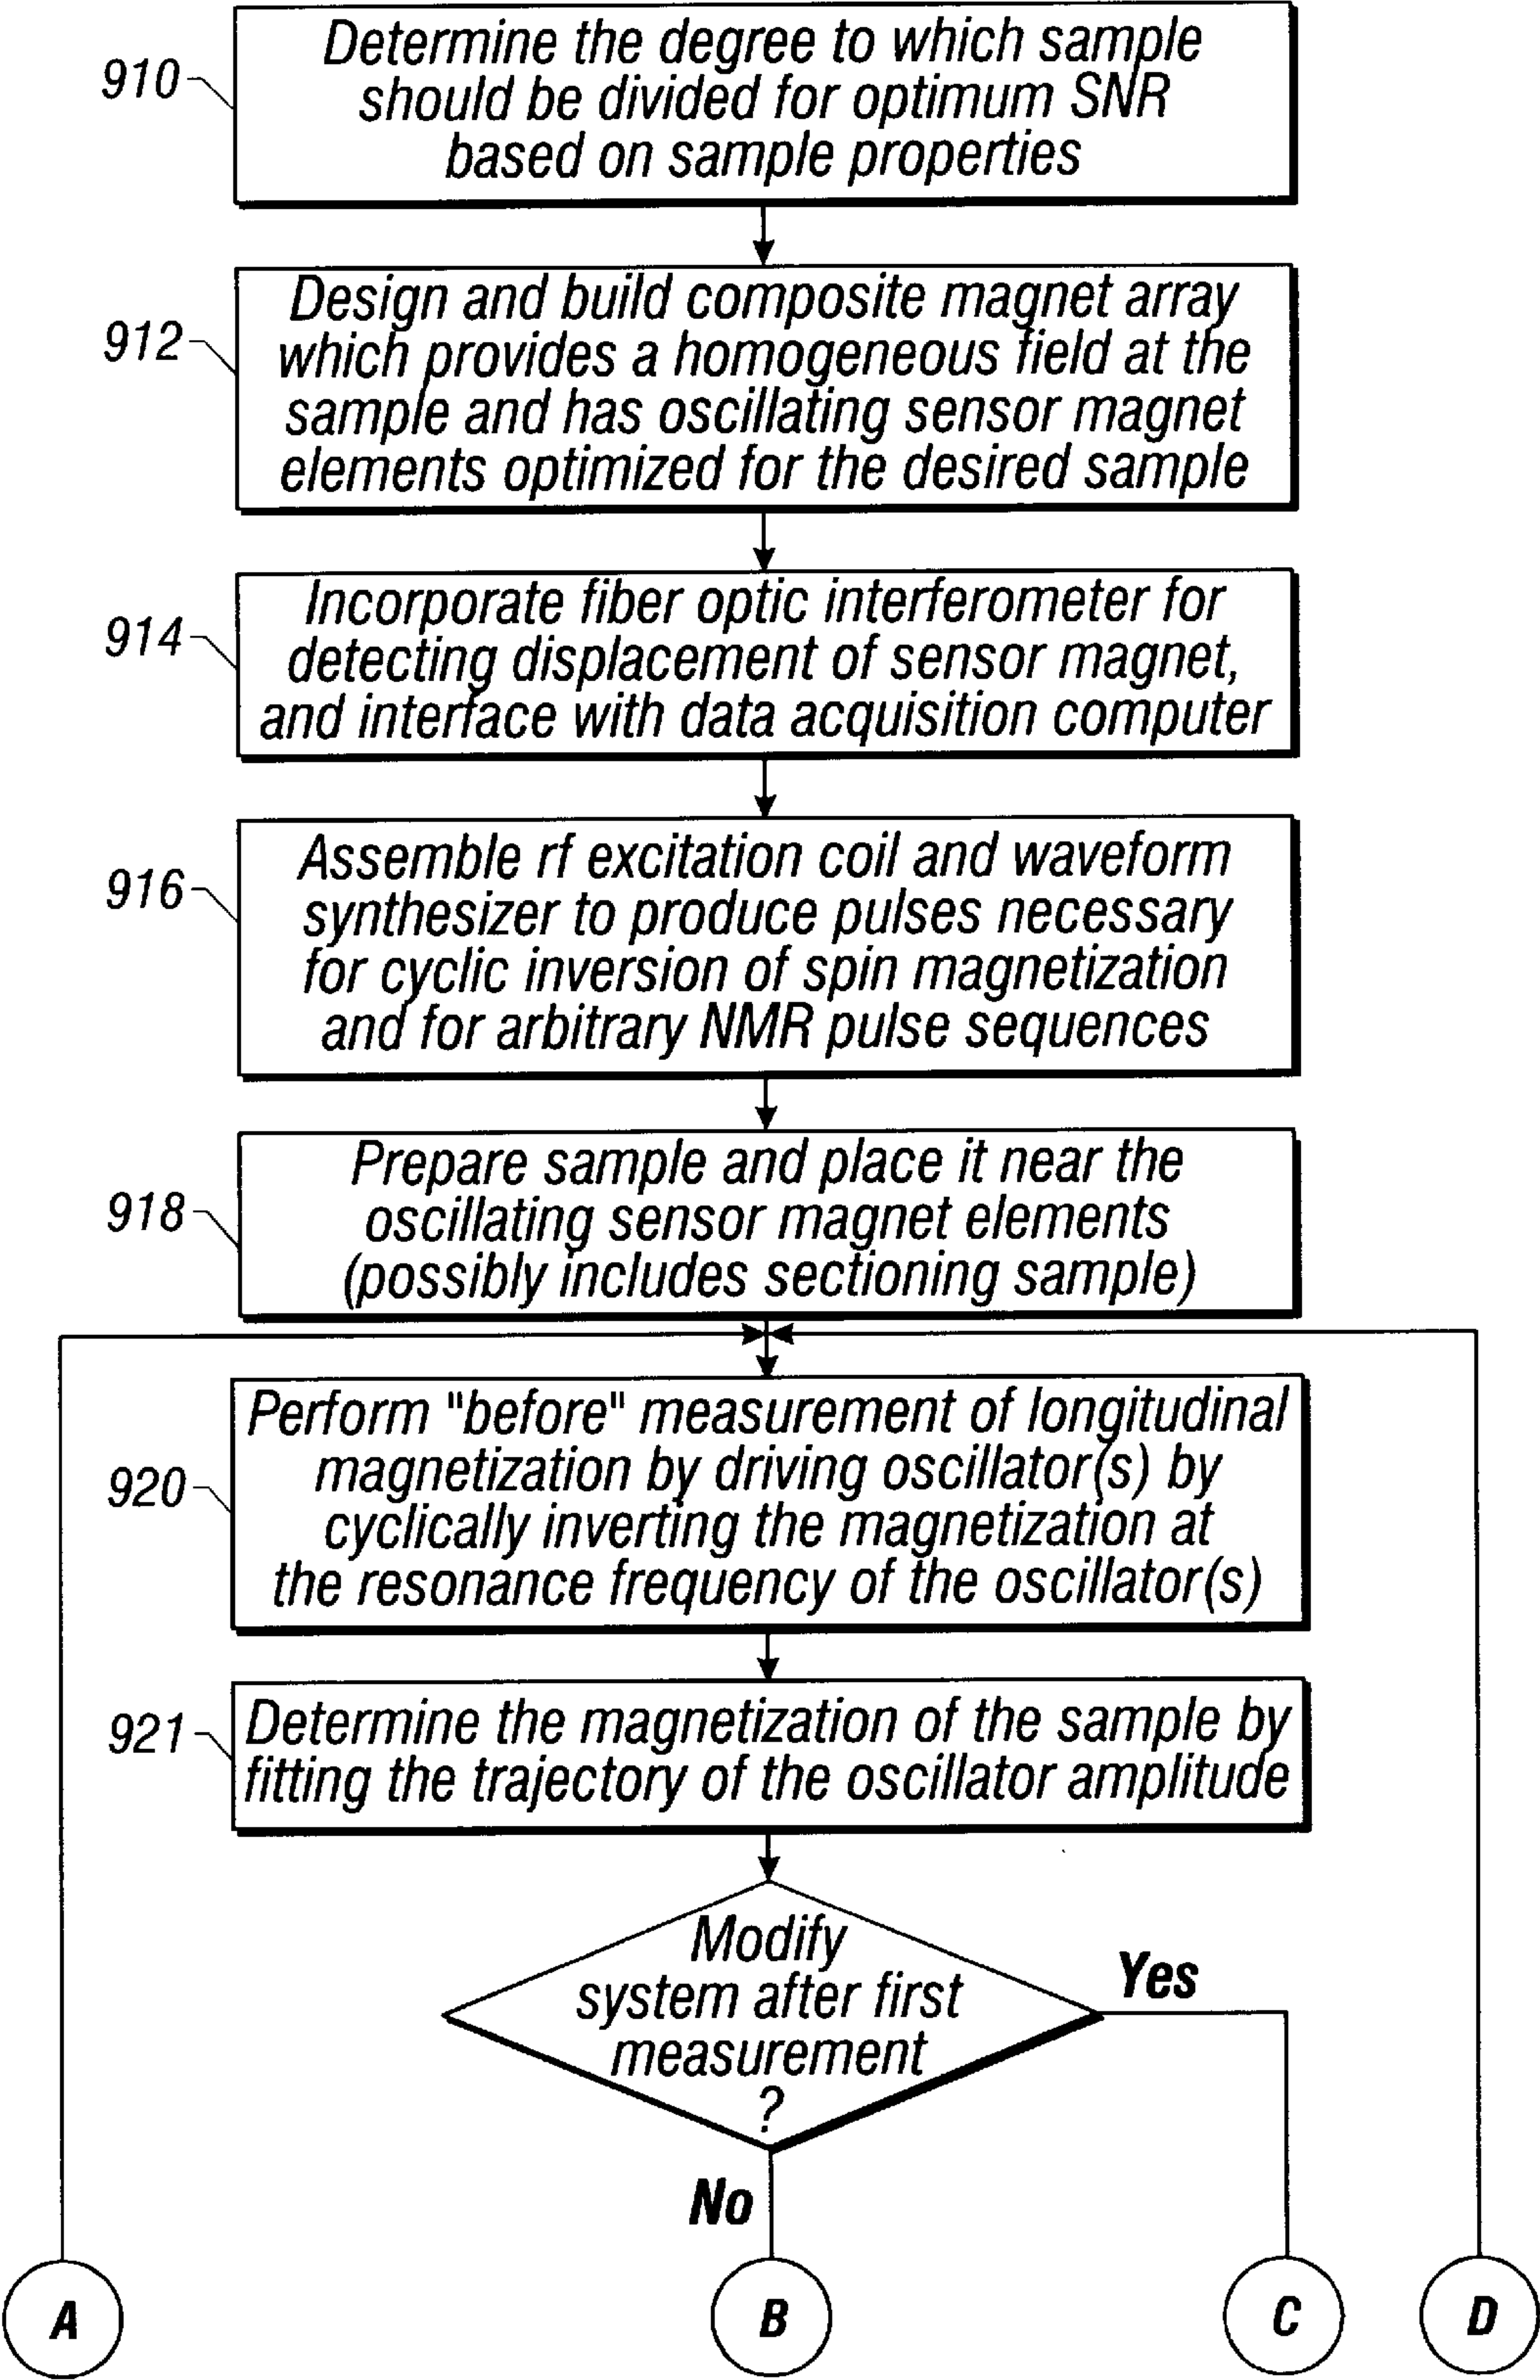 910
Determine the degree to which sample
should be divided for optimum SNR
based on sample properties
912
Design and build composite magnet array
which provides a homogeneous field at the
sample and has oscillating sensor magnet
elements optimized for the desired sample
914
Incorporate fiber optic interferometer for
detecting displacement of sensor magnet,
and interface with data acquisition computer
916
Assemble rf excitation coil and waveform
synthesizer to produce pulses necessary
for cyclic inversion of spin magnetization
and for arbitrary NMR pulse sequences
918
Prepare sample and place it near the
oscillating sensor magnet elements
(possibly includes sectioning sample)
920
Perform "before" measurement of longitudinal
magnetization by driving oscillator(s) by
cyclically inverting the magnetization at
the resonance frequency of the oscillator(s)
921
Determine the magnetization of the sample by
fitting the trajectory of the oscillator amplitude
Modify
system after first
measurement
?
Yes
No
A
B
C
D